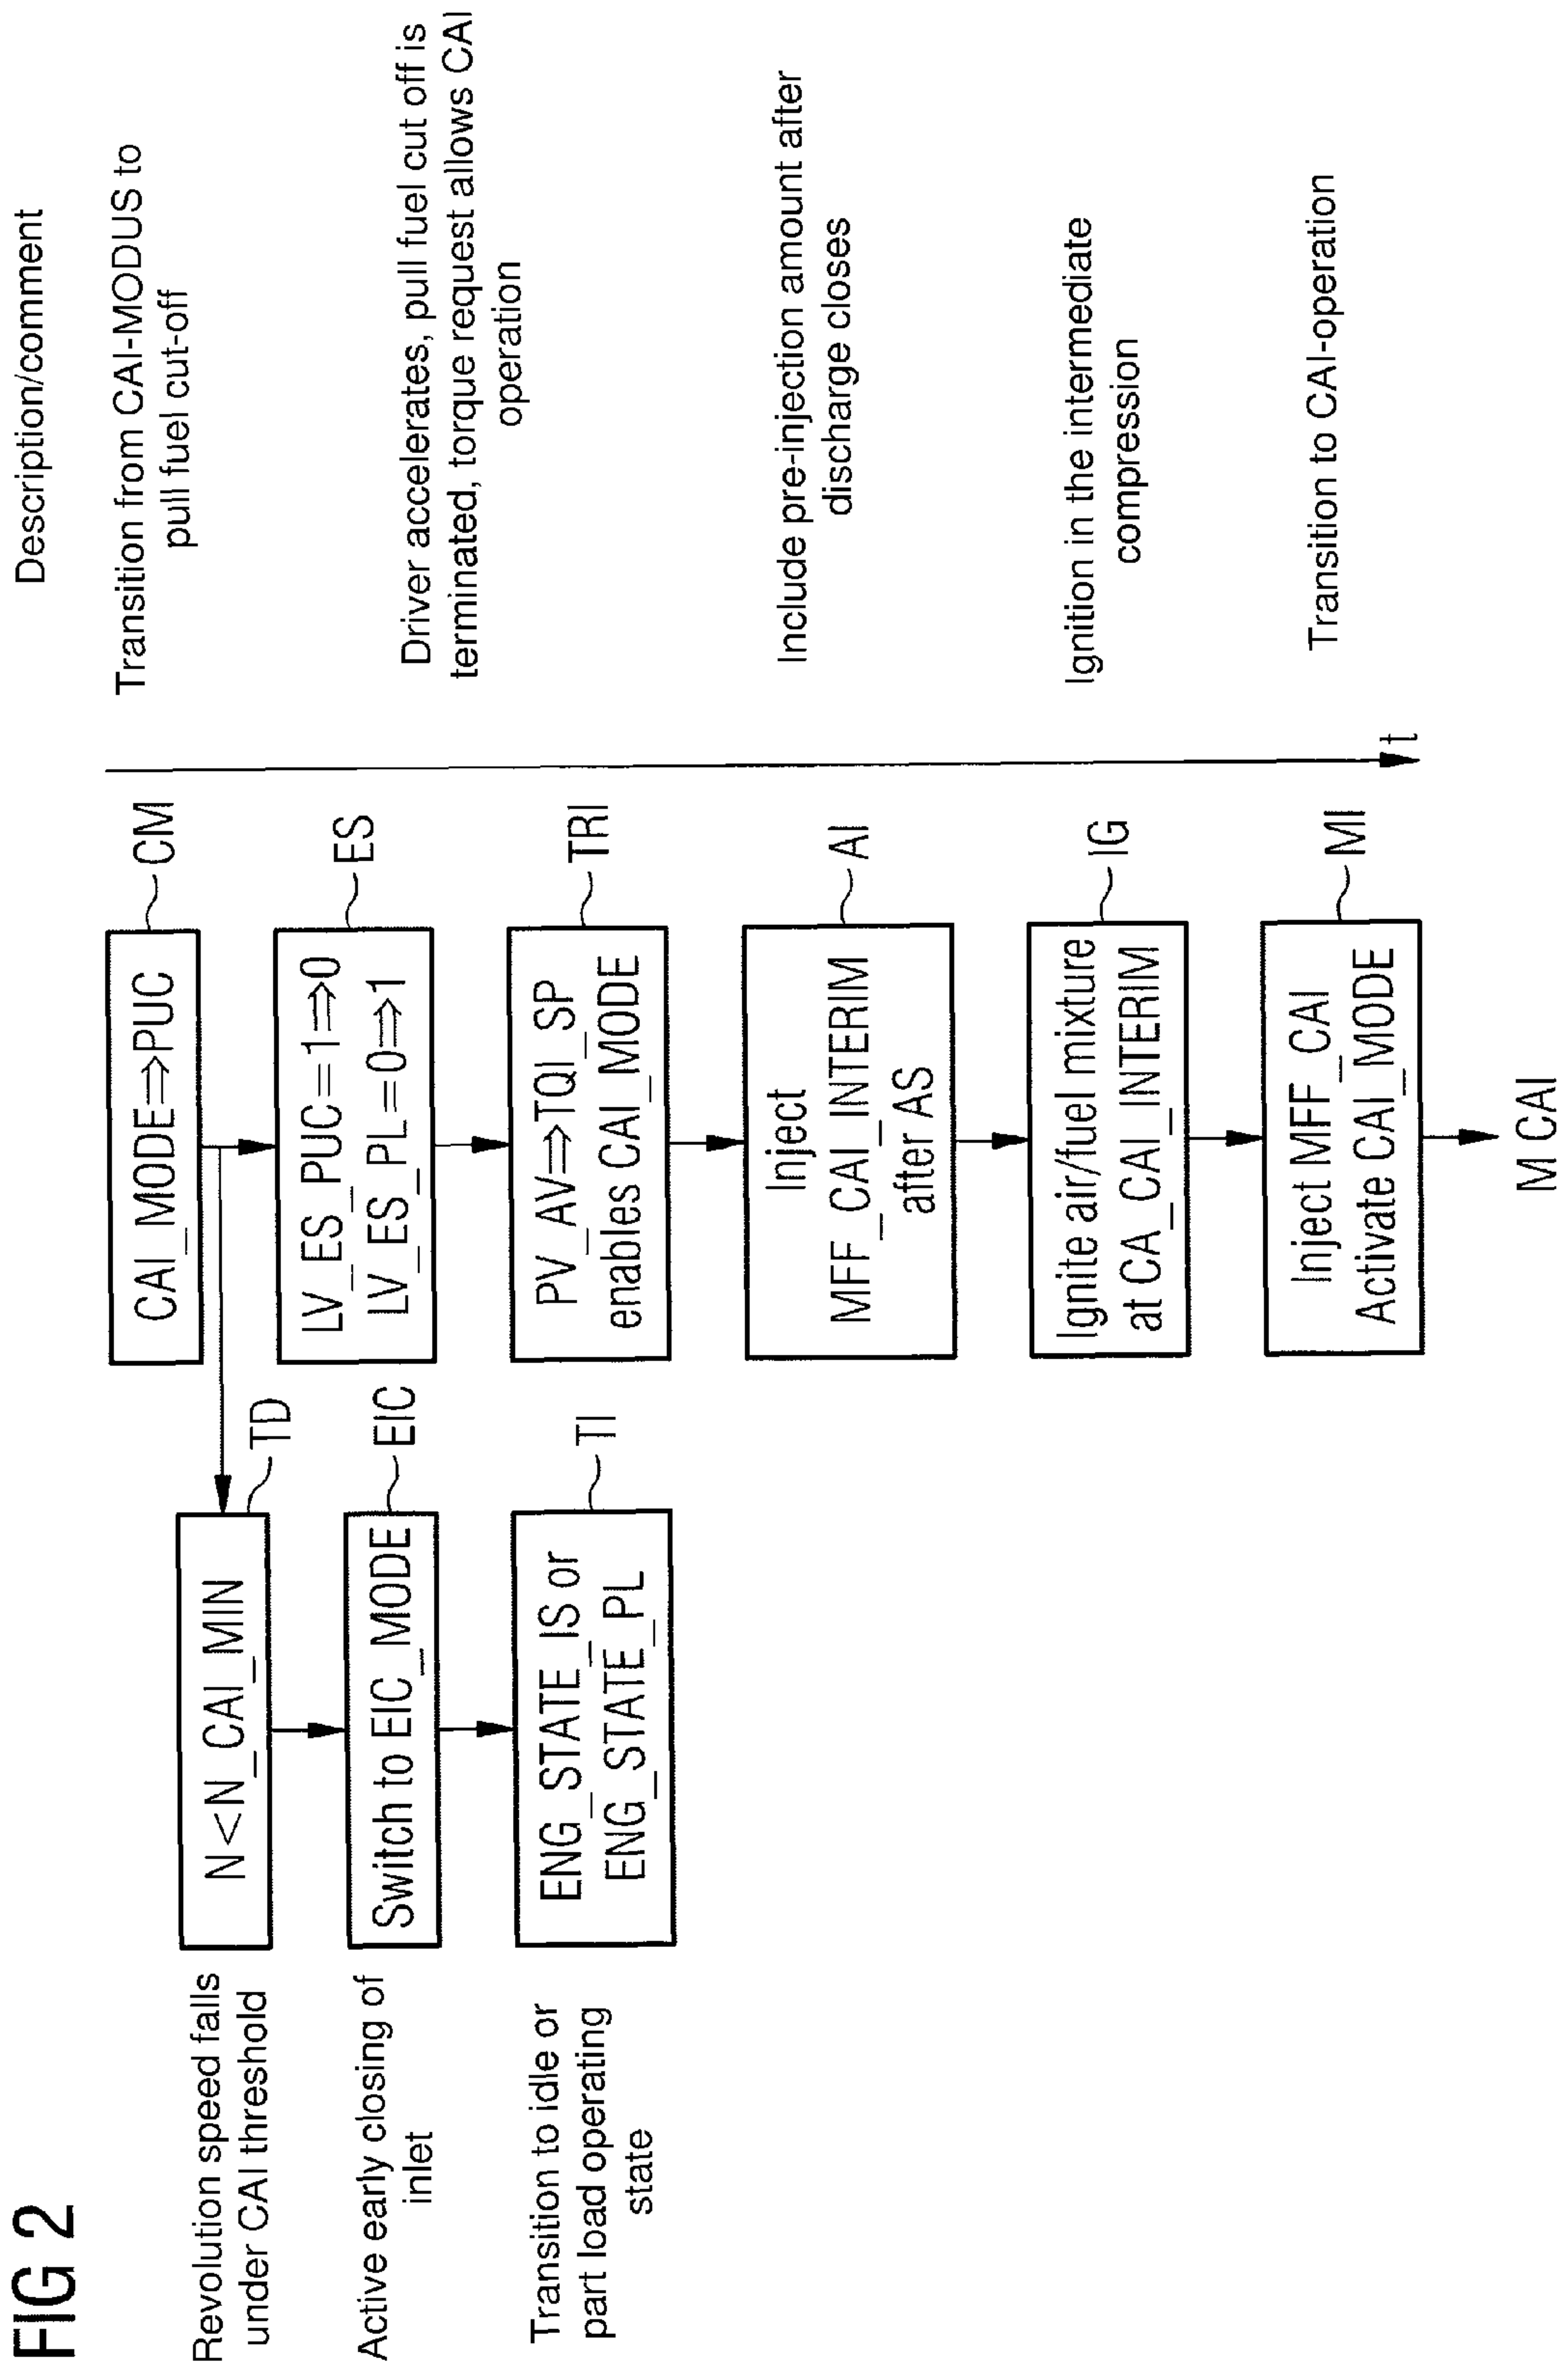 FIG 2
Description/comment
Revolution speed falls
under CAI threshold
N<N_CAI_MIN
TD
CAI_MODE⇒PUC
CM
Transition from CAI-MODUS to
pull fuel cut-off
Active early closing of
inlet
Switch to EIC_MODE
EIC
LV_ES_PUC=1⇒0
LV_ES_PL=0⇒1
ES
Driver accelerates, pull fuel cut off is
terminated, torque request allows CAI
operation
Transition to idle or
part load operating
state
ENG_STATE_IS or
ENG_STATE_PL
TI
PV_AV⇒TQI_SP
enables CAI_MODE
TRI
Inject
MFF_CAI_INTERIM
after AS
AI
Include pre-injection amount after
discharge closes
Ignite air/fuel mixture
at CA_CAI_INTERIM
IG
Ignition in the intermediate
compression
Inject MFF_CAI
Activate CAI_MODE
MI
Transition to CAI-operation
t
M CAI